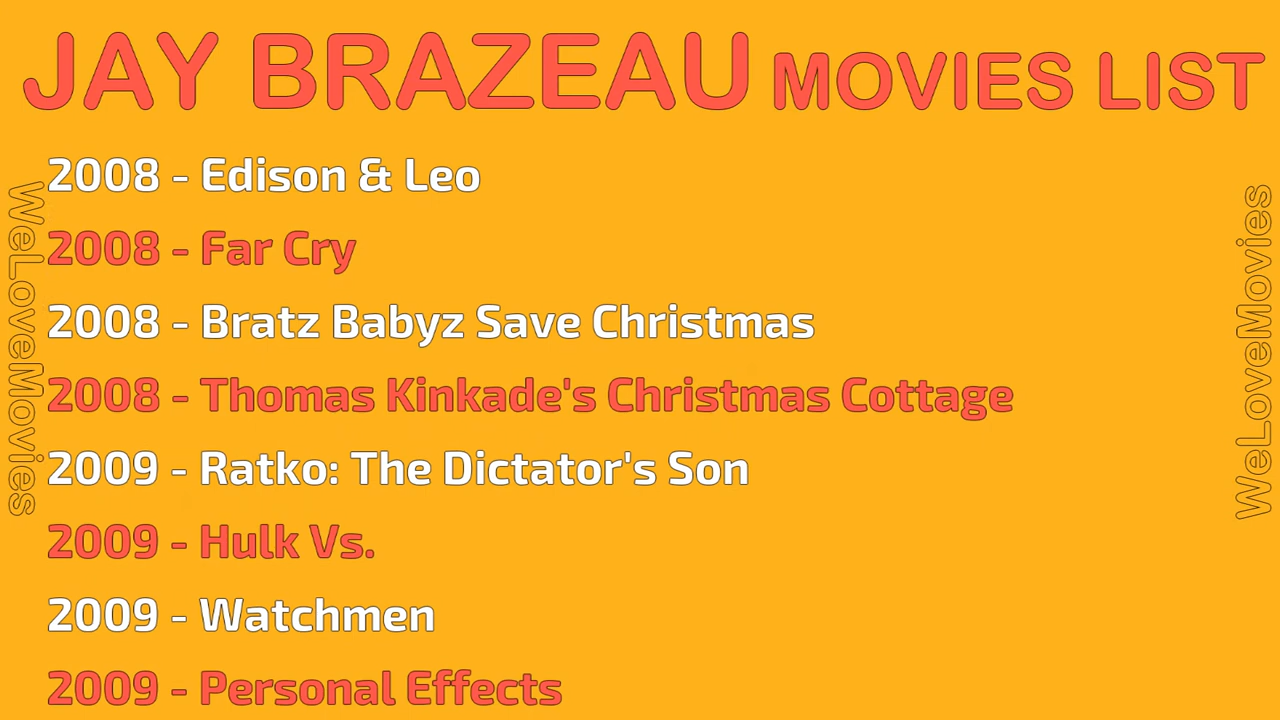 JAY BRAZEAU MOVIES LIST
2008 - Edison & Leo
2008 - Far Cry
2008 - Bratz Babyz Save Christmas
2008 - Thomas Kinkade's Christmas Cottage
2009 - Ratko: The Dictator's Son
2009 - Hulk Vs.
2009 - Watchmen
2009 - Personal Effects
WeLoveMovies
WeLoveMovies